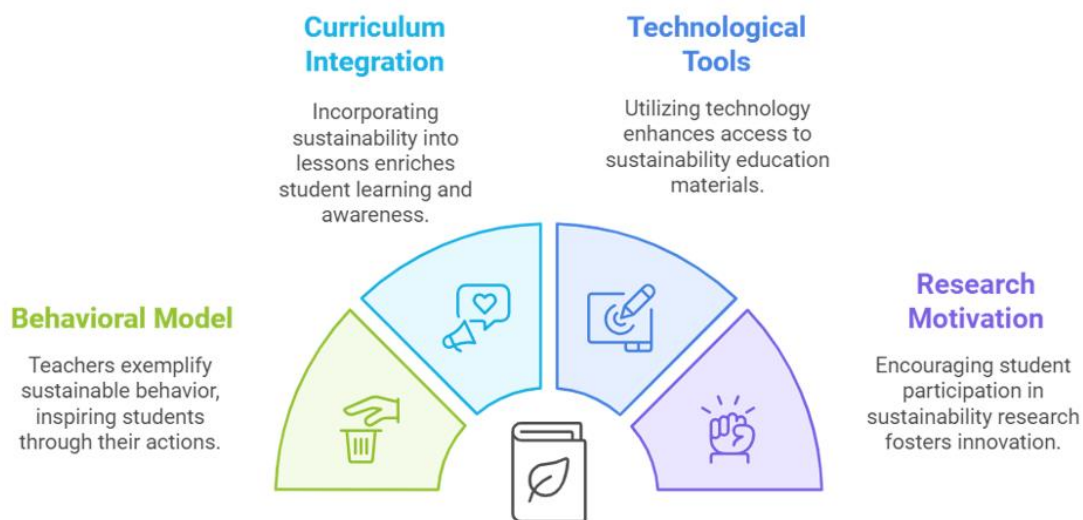 Curriculum
Integration
Incorporating
sustainability into
lessons enriches
student learning and
awareness.
Technological
Tools
Utilizing technology
enhances access to
sustainability education
materials.
Behavioral Model
Teachers exemplify
sustainable behavior,
inspiring students
through their actions.
Research
Motivation
Encouraging student
participation in
sustainability research
fosters innovation.